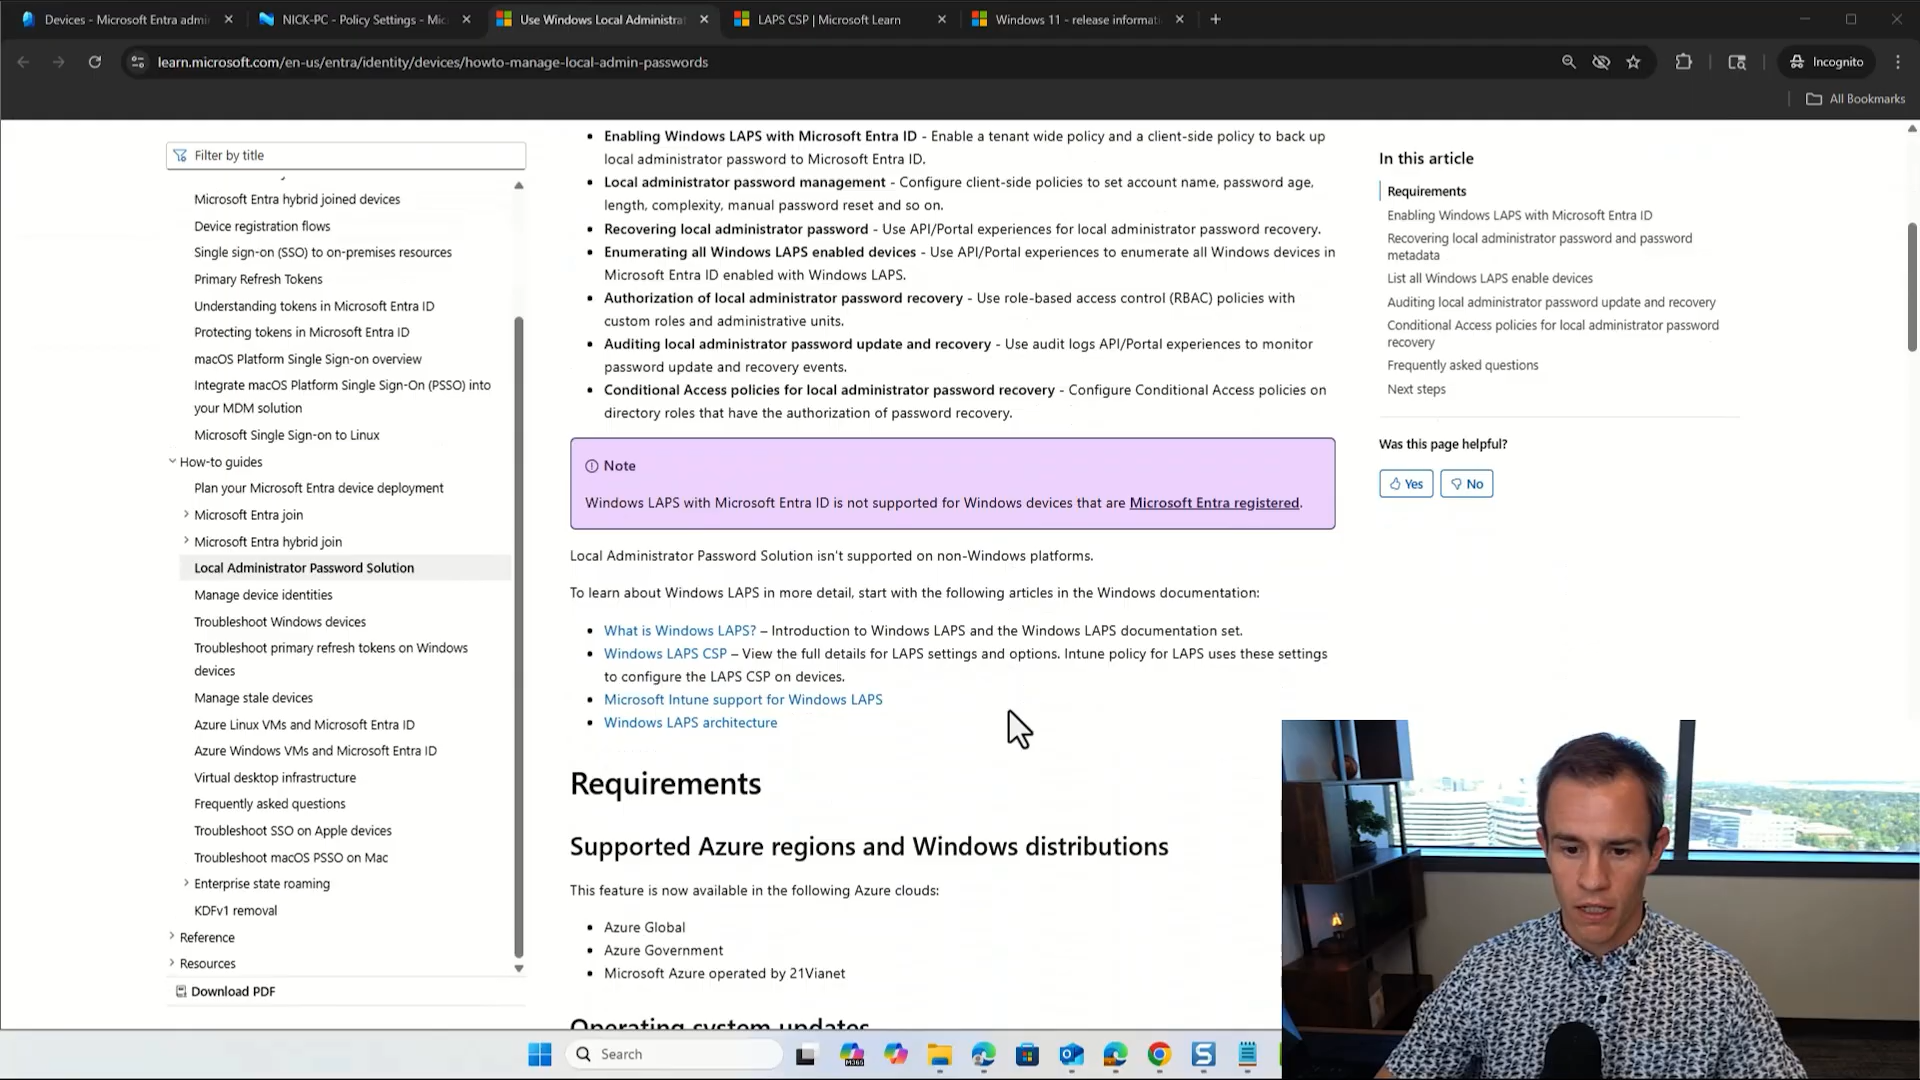 Devices - Microsoft Entra admi
NICK-PC - Policy Settings - Mic
Use Windows Local Administra
LAPS CSP | Microsoft Learn
Windows 11 - release informati
learn.microsoft.com/en-us/entra/identity/devices/howto-manage-local-admin-passwords
Incognito
All Bookmarks
Filter by title
Microsoft Entra hybrid joined devices
Device registration flows
Single sign-on (SSO) to on-premises resources
Primary Refresh Tokens
Understanding tokens in Microsoft Entra ID
Protecting tokens in Microsoft Entra ID
macOS Platform Single Sign-on overview
Integrate macOS Platform Single Sign-On (PSSO) into
your MDM solution
Microsoft Single Sign-on to Linux
How-to guides
Plan your Microsoft Entra device deployment
Microsoft Entra join
Microsoft Entra hybrid join
Local Administrator Password Solution
Manage device identities
Troubleshoot Windows devices
Troubleshoot primary refresh tokens on Windows
devices
Manage stale devices
Azure Linux VMs and Microsoft Entra ID
Azure Windows VMs and Microsoft Entra ID
Virtual desktop infrastructure
Frequently asked questions
Troubleshoot SSO on Apple devices
Troubleshoot macOS PSSO on Mac
Enterprise state roaming
KDFv1 removal
Reference
Resources
Download PDF
• Enabling Windows LAPS with Microsoft Entra ID - Enable a tenant wide policy and a client-side policy to back up
local administrator password to Microsoft Entra ID.
• Local administrator password management - Configure client-side policies to set account name, password age,
length, complexity, manual password reset and so on.
• Recovering local administrator password - Use API/Portal experiences for local administrator password recovery.
• Enumerating all Windows LAPS enabled devices - Use API/Portal experiences to enumerate all Windows devices in
Microsoft Entra ID enabled with Windows LAPS.
• Authorization of local administrator password recovery - Use role-based access control (RBAC) policies with
custom roles and administrative units.
• Auditing local administrator password update and recovery - Use audit logs API/Portal experiences to monitor
password update and recovery events.
• Conditional Access policies for local administrator password recovery - Configure Conditional Access policies on
directory roles that have the authorization of password recovery.
Note
Windows LAPS with Microsoft Entra ID is not supported for Windows devices that are Microsoft Entra registered.
Local Administrator Password Solution isn't supported on non-Windows platforms.
To learn about Windows LAPS in more detail, start with the following articles in the Windows documentation:
• What is Windows LAPS? – Introduction to Windows LAPS and the Windows LAPS documentation set.
• Windows LAPS CSP – View the full details for LAPS settings and options. Intune policy for LAPS uses these settings
to configure the LAPS CSP on devices.
• Microsoft Intune support for Windows LAPS
• Windows LAPS architecture
Requirements
Supported Azure regions and Windows distributions
This feature is now available in the following Azure clouds:
• Azure Global
• Azure Government
• Microsoft Azure operated by 21Vianet
Operating system updates
In this article
Requirements
Enabling Windows LAPS with Microsoft Entra ID
Recovering local administrator password and password
metadata
List all Windows LAPS enable devices
Auditing local administrator password update and recovery
Conditional Access policies for local administrator password
recovery
Frequently asked questions
Next steps
Was this page helpful?
Yes
No
Search
M365